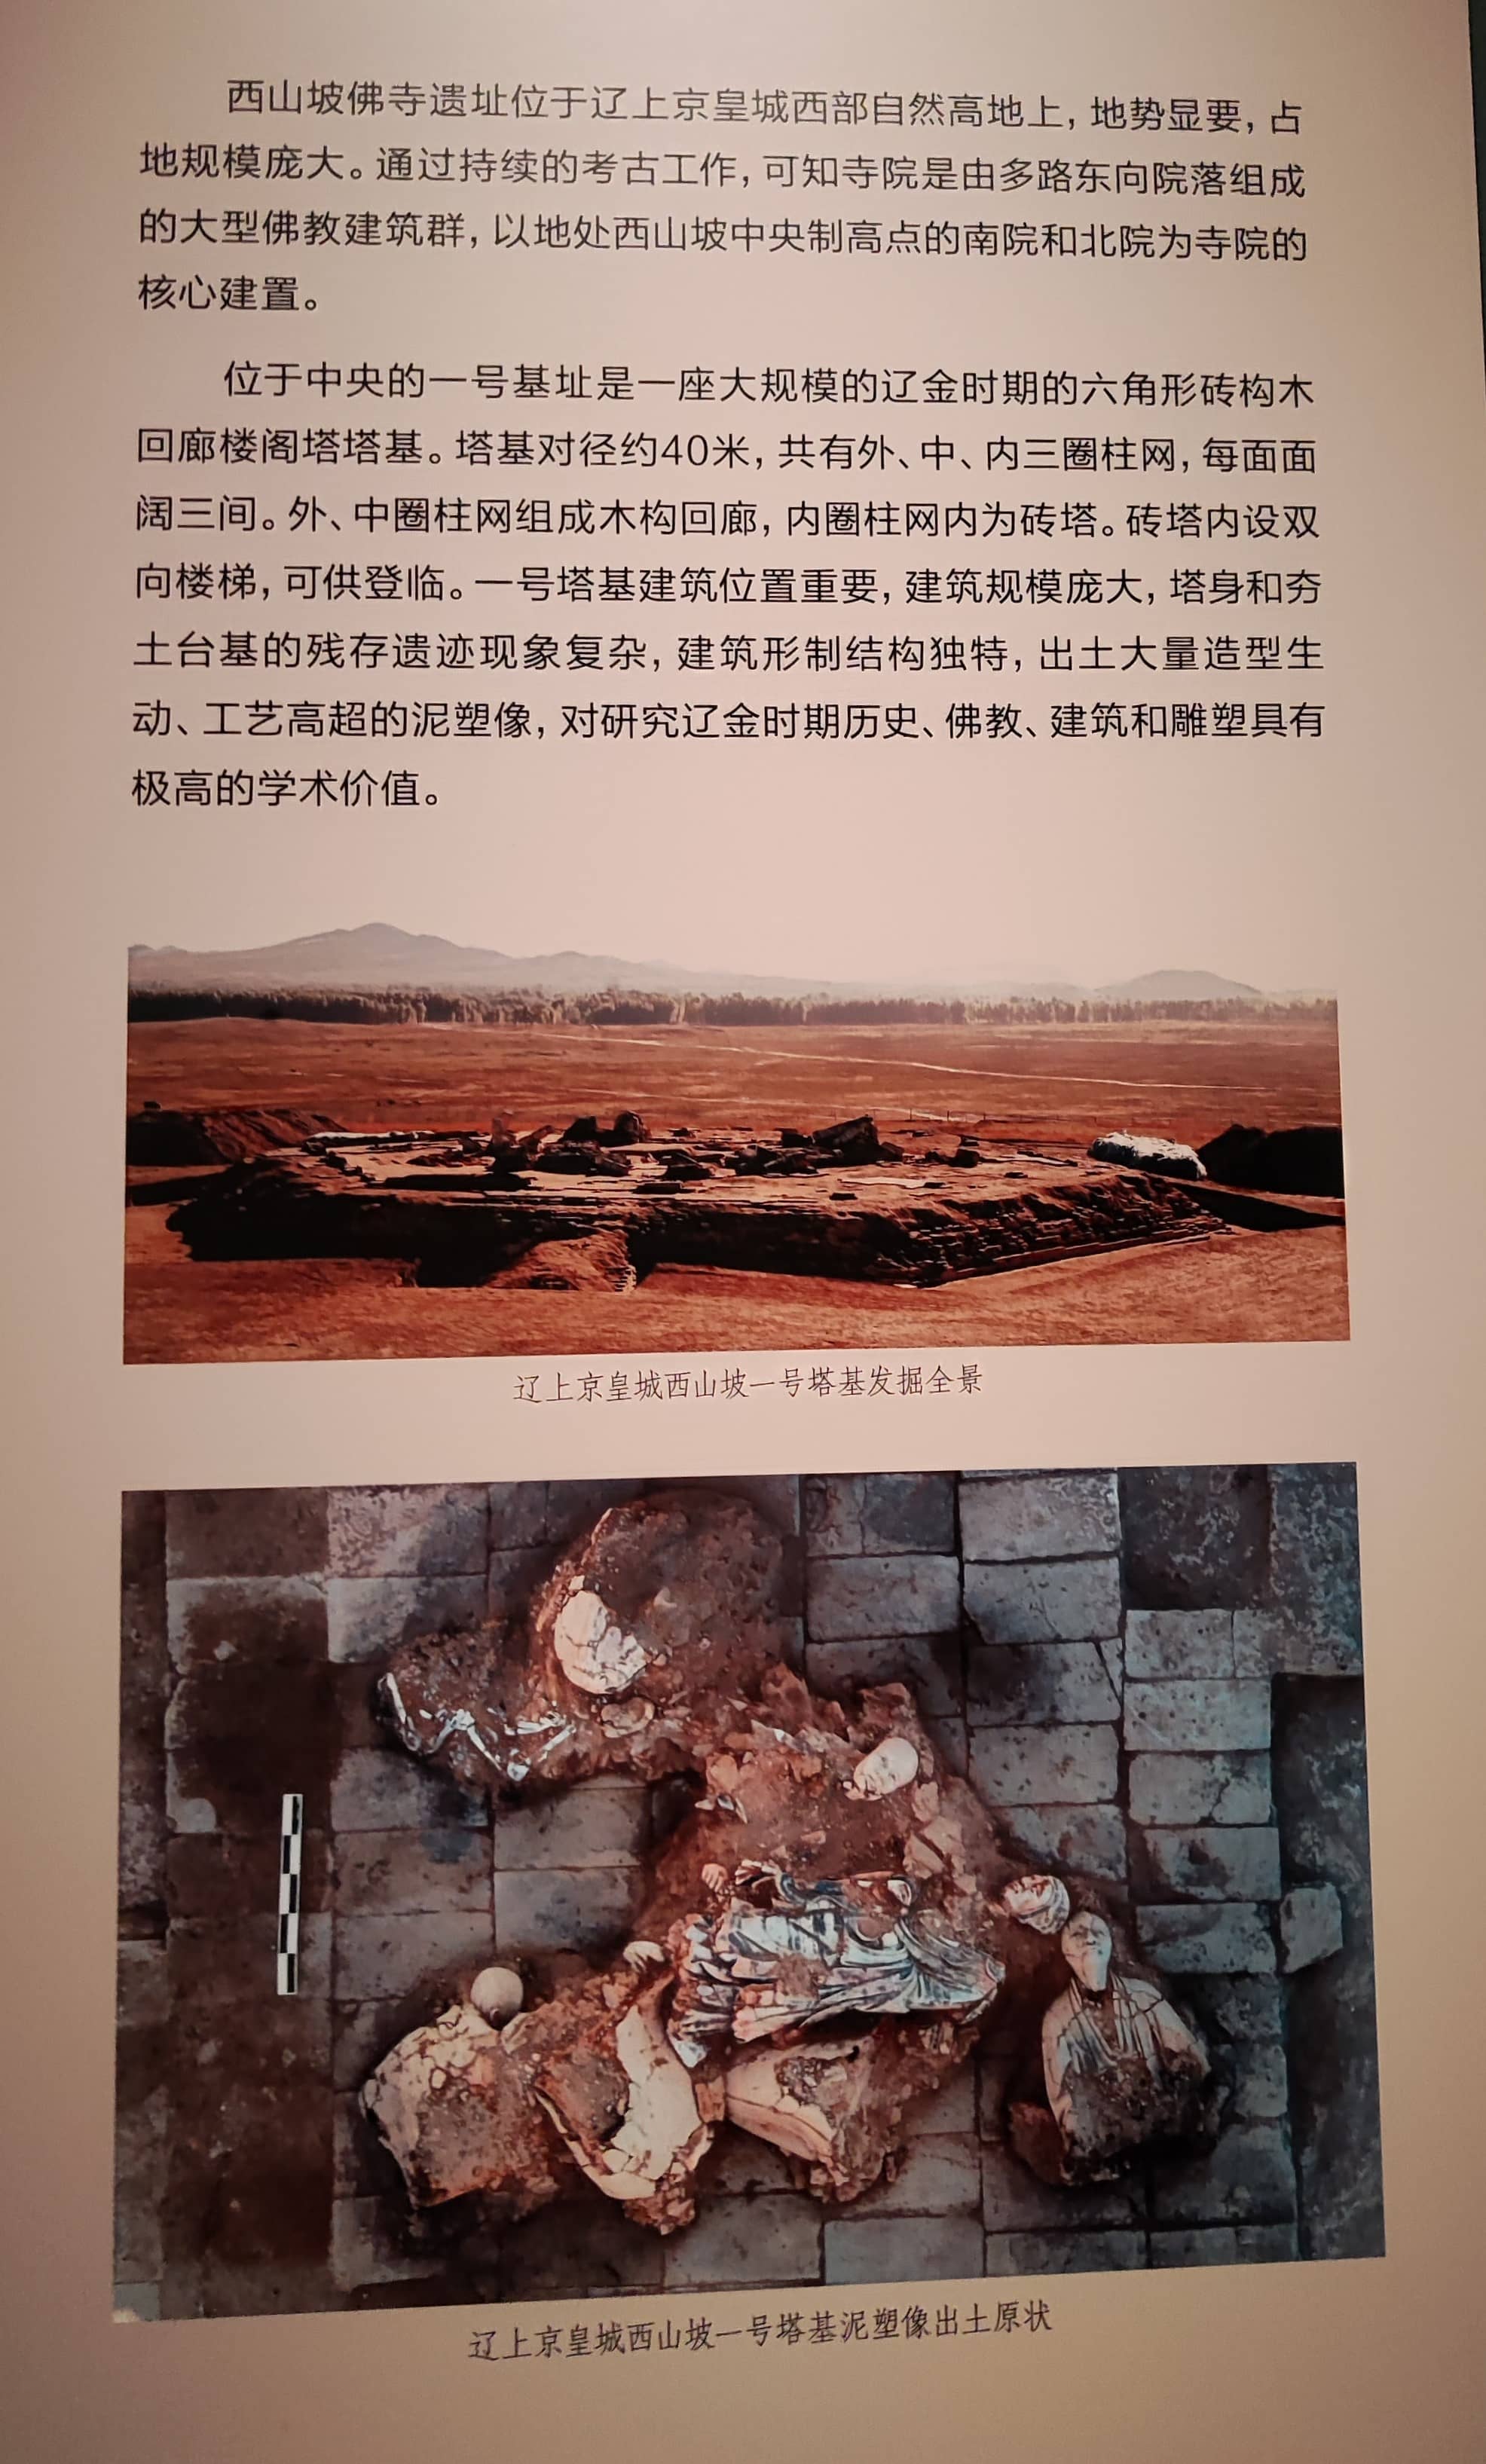 西山坡佛寺遗址位于辽上京皇城西部自然高地上，地势显要，占
地规模庞大。通过持续的考古工作，可知寺院是由多路东向院落组成
的大型佛教建筑群，以地处西山坡中央制高点的南院和北院为寺院的
核心建置。
位于中央的一号基址是一座大规模的辽金时期的六角形砖构木
回廊楼阁塔塔基。塔基对径约40米，共有外、中、内三圈柱网，每面面
阔三间。外、中圈柱网组成木构回廊，内圈柱网内为砖塔。砖塔内设双
向楼梯，可供登临。一号塔基建筑位置重要，建筑规模庞大，塔身和夯
土台基的残存遗迹现象复杂，建筑形制结构独特，出土大量造型生
动、工艺高超的泥塑像，对研究辽金时期历史、佛教、建筑和雕塑具有
极高的学术价值。
辽上京皇城西山坡一号塔基发掘全景
辽上京皇城西山坡一号塔基泥塑像出土原状